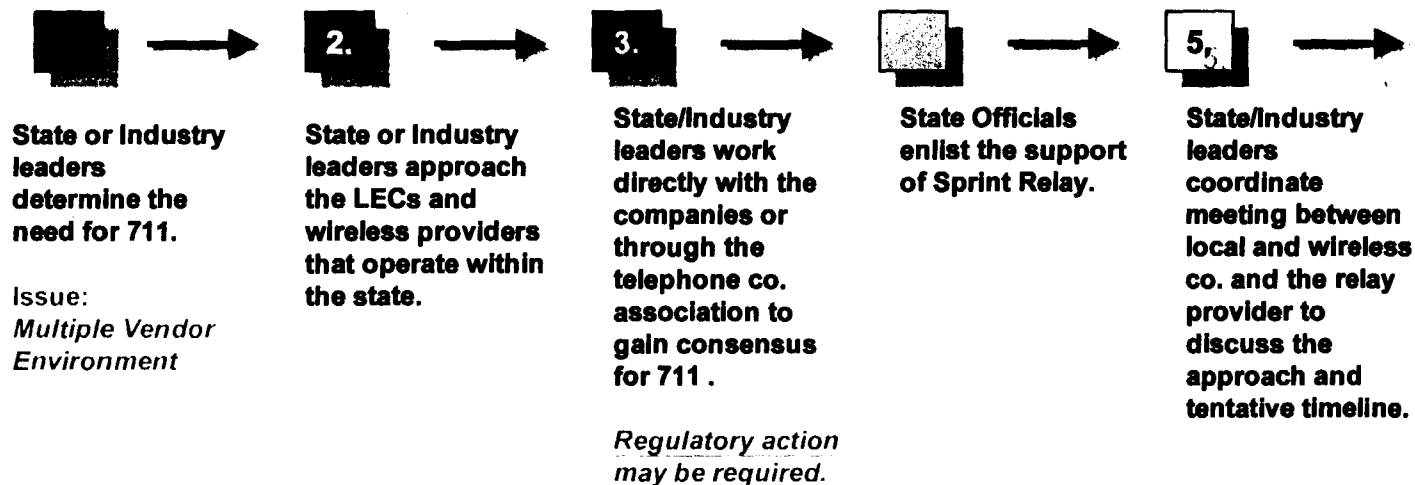 State or Industry
leaders
determine the
need for 711.
Issue:
Multiple Vendor
Environment
2.
State or Industry
leaders approach
the LECs and
wireless providers
that operate within
the state.
3.
State/Industry
leaders work
directly with the
companies or
through the
telephone co.
association to
gain consensus
for 711 .
Regulatory action
may be required.
State Officials
enlist the support
of Sprint Relay.
5.
5.
State/Industry
leaders
coordinate
meeting between
local and wireless
co. and the relay
provider to
discuss the
approach and
tentative timeline.